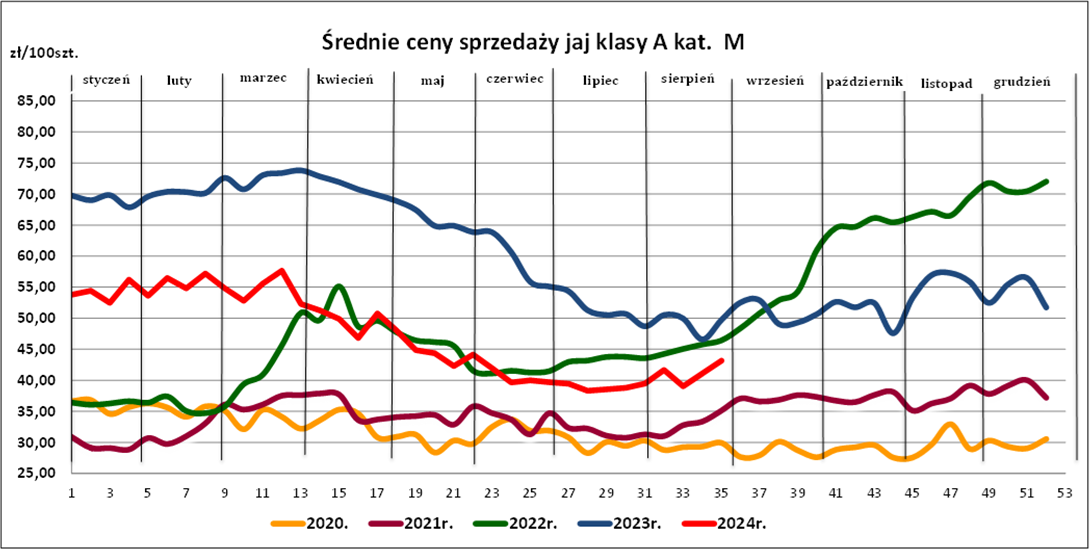 Średnie ceny sprzedaży jaj klasy A kat. M
zł/100szt.
styczeń luty marzec kwiecień maj czerwiec lipiec sierpień wrzesień październik listopad grudzień
85,00
80,00
75,00
70,00
65,00
60,00
55,00
50,00
45,00
40,00
35,00
30,00
25,00
1 3 5 7 9 11 13 15 17 19 21 23 25 27 29 31 33 35 37 39 41 43 45 47 49 51 53
2020. 2021r. 2022r. 2023r. 2024r.